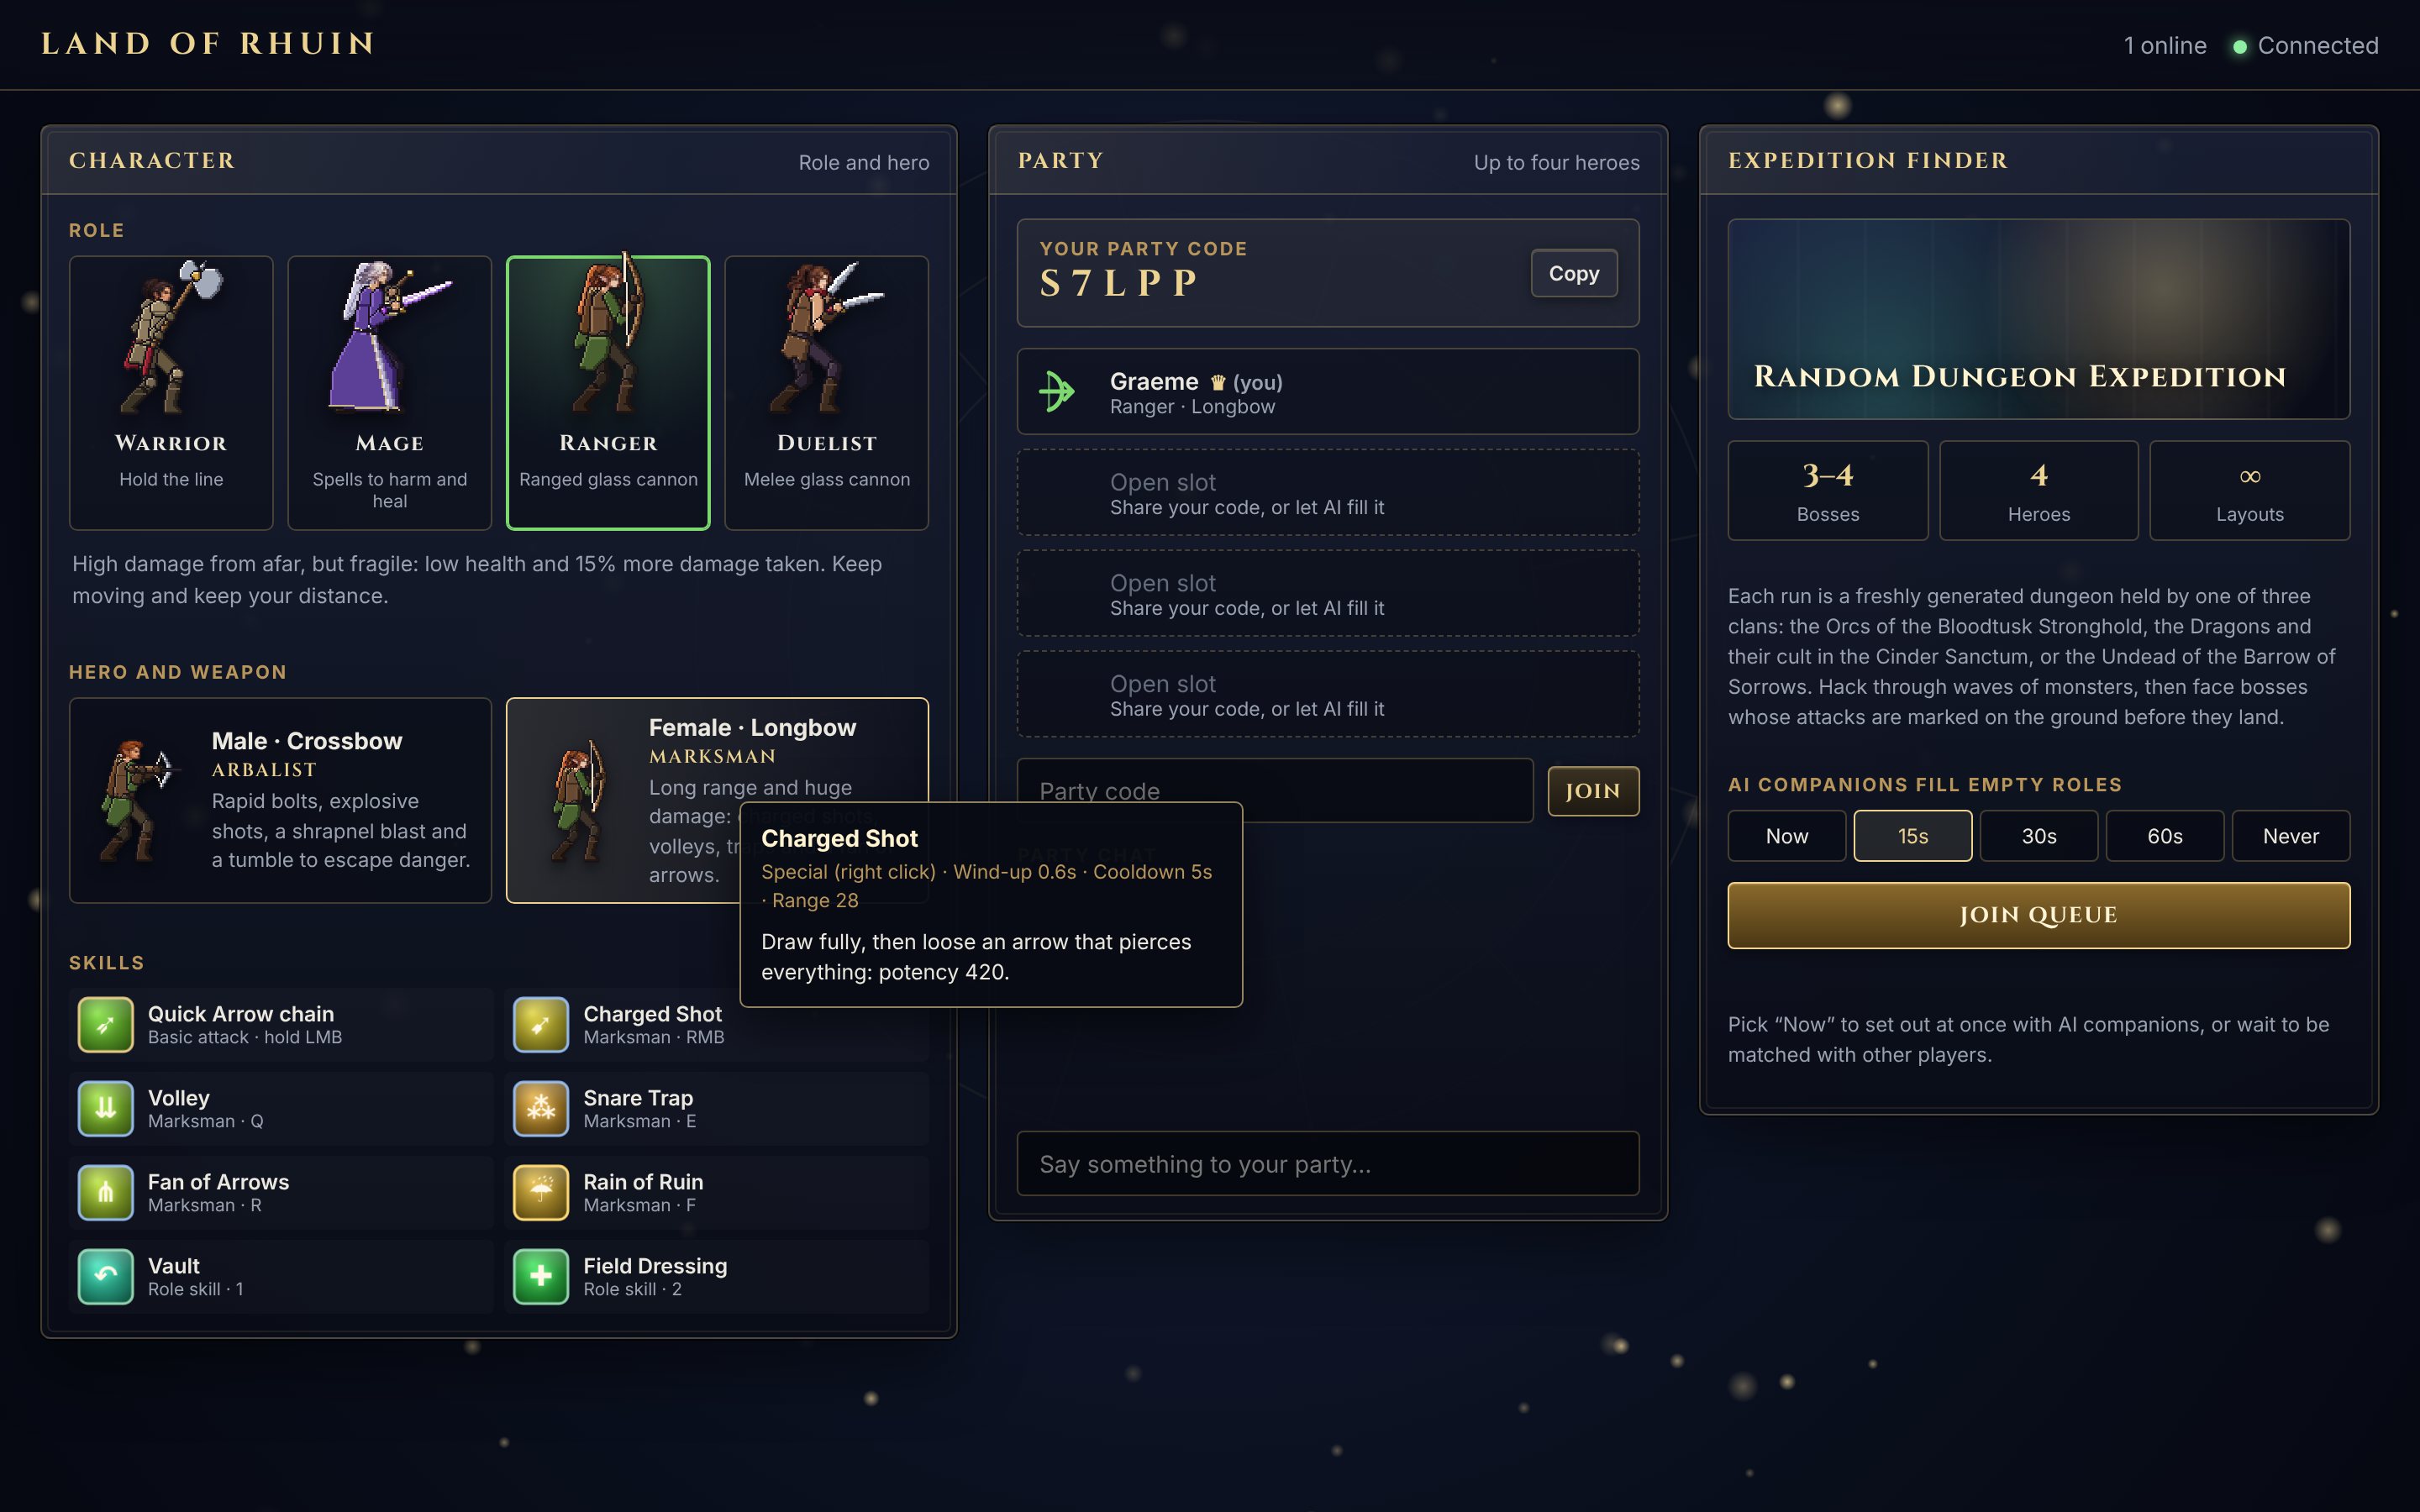 LAND OF RHUIN
1 online
Connected
CHARACTER
Role and hero
ROLE
WARRIOR
Hold the line
MAGE
Spells to harm and
heal
RANGER
Ranged glass cannon
DUELIST
Melee glass cannon
High damage from afar, but fragile: low health and 15% more damage taken. Keep
moving and keep your distance.
HERO AND WEAPON
Male · Crossbow
ARBALIST
Rapid bolts, explosive
shots, a shrapnel blast and
a tumble to escape danger.
Female · Longbow
MARKSMAN
Long range and huge
damage: charged shots,
volleys,
arrows.
Charged Shot
Special (right click) · Wind-up 0.6s · Cooldown 5s
· Range 28
Draw fully, then loose an arrow that pierces
everything: potency 420.
SKILLS
Quick Arrow chain
Basic attack · hold LMB
Charged Shot
Marksman · RMB
Volley
Marksman · Q
Snare Trap
Marksman · E
Fan of Arrows
Marksman · R
Rain of Ruin
Marksman · F
Vault
Role skill · 1
Field Dressing
Role skill · 2
PARTY
Up to four heroes
YOUR PARTY CODE
S7LPP
Copy
Graeme (you)
Ranger · Longbow
Open slot
Share your code, or let AI fill it
Open slot
Share your code, or let AI fill it
Open slot
Share your code, or let AI fill it
Party code
JOIN
PARTY CHAT
Say something to your party...
EXPEDITION FINDER
RANDOM DUNGEON EXPEDITION
3–4
Bosses
4
Heroes
∞
Layouts
Each run is a freshly generated dungeon held by one of three
clans: the Orcs of the Bloodtusk Stronghold, the Dragons and
their cult in the Cinder Sanctum, or the Undead of the Barrow of
Sorrows. Hack through waves of monsters, then face bosses
whose attacks are marked on the ground before they land.
AI COMPANIONS FILL EMPTY ROLES
Now
15s
30s
60s
Never
JOIN QUEUE
Pick “Now” to set out at once with AI companions, or wait to be
matched with other players.